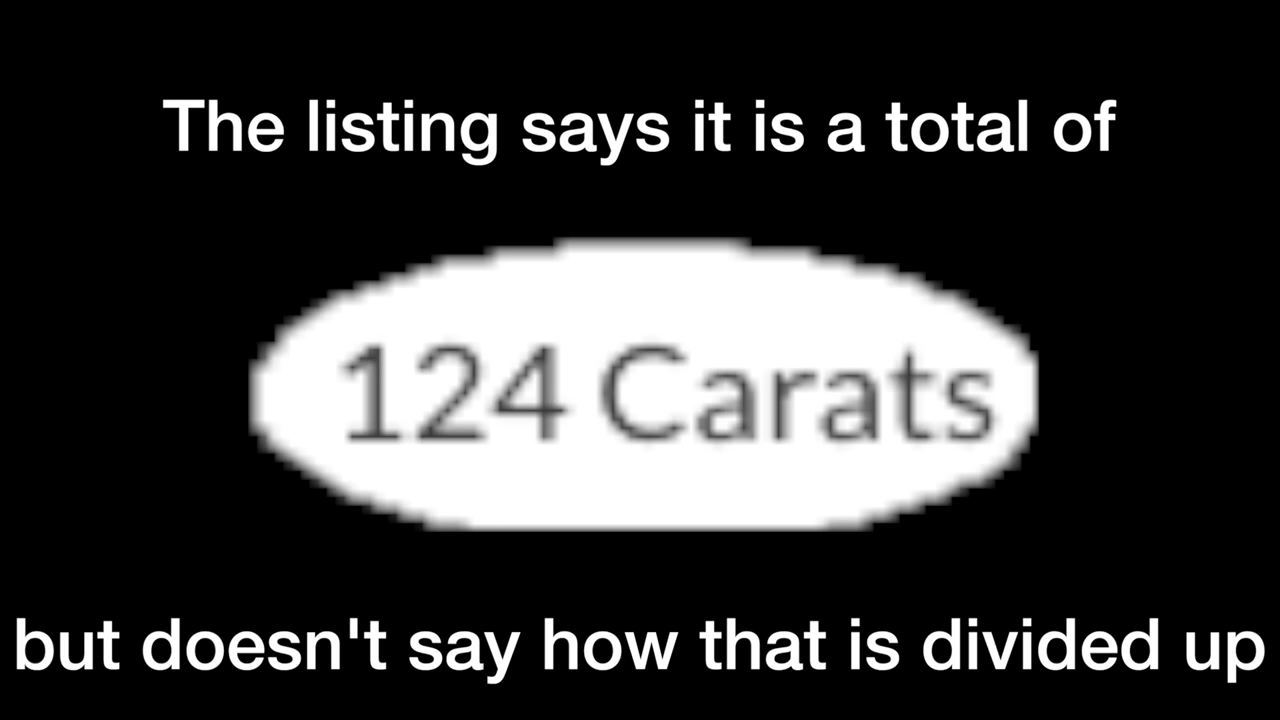 The listing says it is a total of
124 Carats
but doesn't say how that is divided up